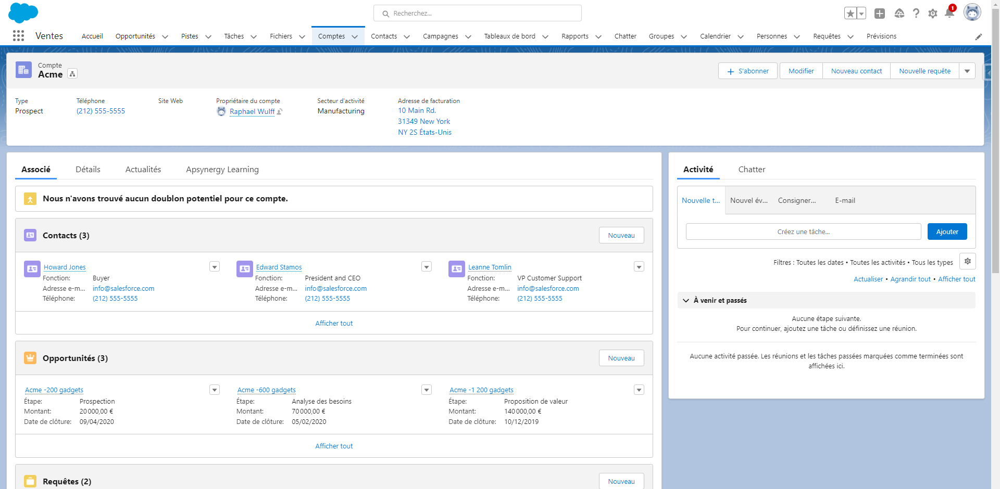 Recherchez...
1
Ventes Accueil Opportunités Pistes Tâches Fichiers Comptes Contacts Campagnes Tableaux de bord Rapports Chatter Groupes Calendrier Personnes Requêtes Prévisions
Compte
Acme
S'abonner Modifier Nouveau contact Nouvelle requête
Type Téléphone Site Web Propriétaire du compte Secteur d'activité Adresse de facturation
Prospect (212) 555-5555 Raphael Wulff Manufacturing 10 Main Rd.
31349 New York
NY 2S États-Unis
Associé Détails Actualités Apsynergy Learning
Nous n'avons trouvé aucun doublon potentiel pour ce compte.
Contacts (3) Nouveau
Howard Jones Edward Stamos Leanne Tomlin
Fonction: Buyer Fonction: President and CEO Fonction: VP Customer Support
Adresse e-m... info@salesforce.com Adresse e-m... info@salesforce.com Adresse e-m... info@salesforce.com
Téléphone: (212) 555-5555 Téléphone: (212) 555-5555 Téléphone: (212) 555-5555
Afficher tout
Opportunités (3) Nouveau
Acme -200 gadgets Acme -600 gadgets Acme -1 200 gadgets
Étape: Prospection Étape: Analyse des besoins Étape: Proposition de valeur
Montant: 20 000,00 € Montant: 70 000,00 € Montant: 140 000,00 €
Date de clôture: 09/04/2020 Date de clôture: 05/02/2020 Date de clôture: 10/12/2019
Afficher tout
Requêtes (2) Nouveau
Activité Chatter
Nouvelle t... Nouvel év... Consigner... E-mail
Créez une tâche... Ajouter
Filtres : Toutes les dates • Toutes les activités • Tous les types
Actualiser • Agrandir tout • Afficher tout
À venir et passés
Aucune étape suivante.
Pour continuer, ajoutez une tâche ou définissez une réunion.
Aucune activité passée. Les réunions et les tâches passées marquées comme terminées sont
affichées ici.